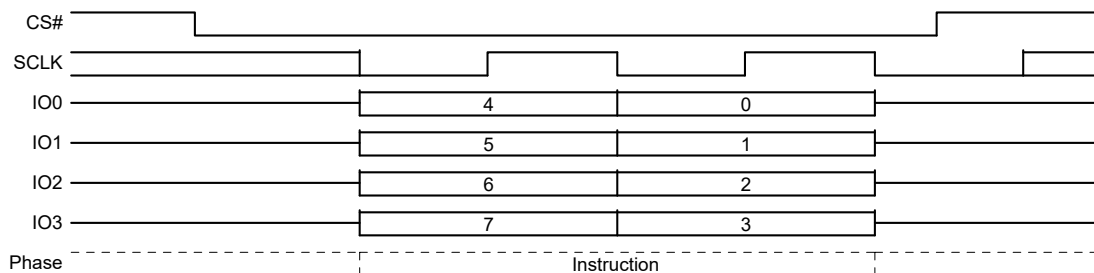 CS#
SCLK
IO0 4 0
IO1 5 1
IO2 6 2
IO3 7 3
Phase Instruction